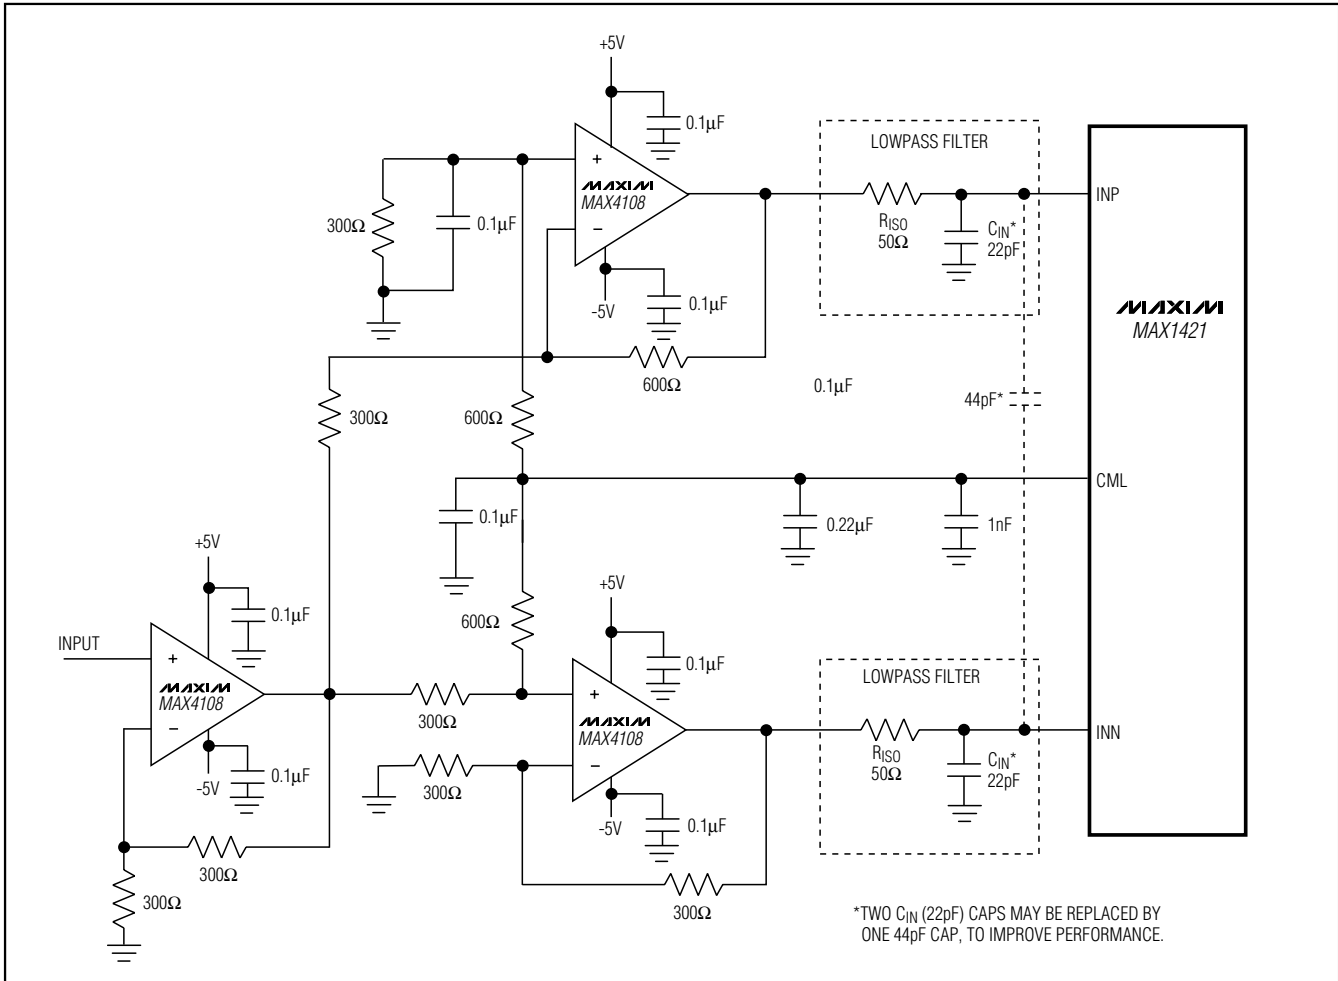 +5V
0.1µF
LOWPASS FILTER
+
MAXIM
MAX4108
−
INP
300Ω
0.1µF
RISO
50Ω
CIN*
22pF
-5V
0.1µF
MAXIM
MAX1421
600Ω
0.1µF
44pF*
300Ω
600Ω
CML
0.1µF
0.22µF
1nF
+5V
0.1µF
+5V
600Ω
0.1µF
INPUT
+
MAXIM
MAX4108
−
LOWPASS FILTER
300Ω
+
MAXIM
MAX4108
−
INN
RISO
50Ω
CIN*
22pF
-5V
0.1µF
300Ω
-5V
0.1µF
300Ω
300Ω
300Ω
*TWO CIN (22pF) CAPS MAY BE REPLACED BY
ONE 44pF CAP, TO IMPROVE PERFORMANCE.